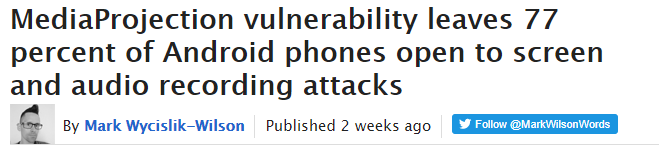 MediaProjection vulnerability leaves 77
percent of Android phones open to screen
and audio recording attacks
By Mark Wycislik-Wilson Published 2 weeks ago Follow @MarkWilsonWords